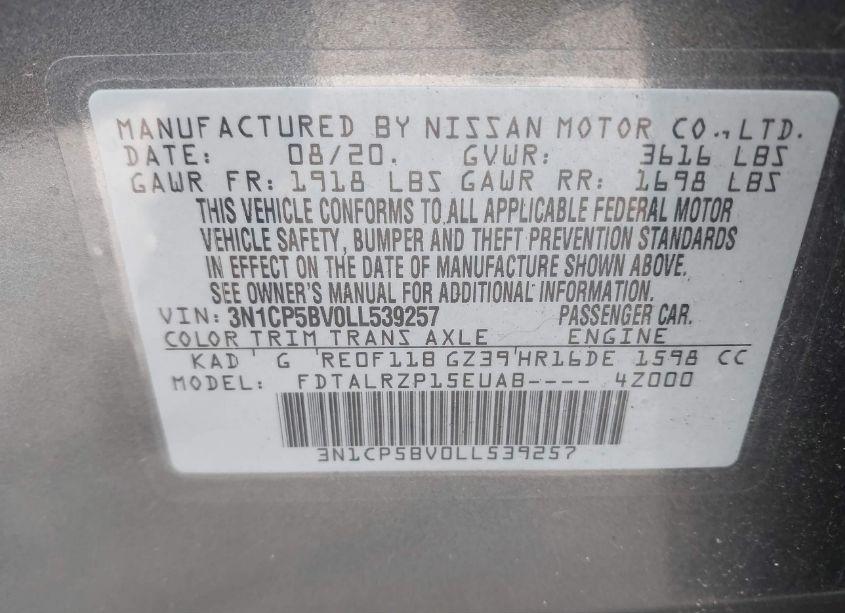 MANUFACTURED BY NISSAN MOTOR CO.,LTD.
DATE: 08/20. GVWR: 3616 LBS
GAWR FR: 1918 LBS GAWR RR: 1698 LBS
THIS VEHICLE CONFORMS TO ALL APPLICABLE FEDERAL MOTOR
VEHICLE SAFETY, BUMPER AND THEFT PREVENTION STANDARDS
IN EFFECT ON THE DATE OF MANUFACTURE SHOWN ABOVE.
SEE OWNER'S MANUAL FOR ADDITIONAL INFORMATION.
VIN: 3N1CP5BV0LL539257 PASSENGER CAR.
COLOR TRIM TRANS AXLE ENGINE
KAD G RE0F11B GZ39 HR16DE 1598 CC
MODEL: FDTALRZP15EUAB---- 4Z000
3N1CP5BV0LL539257